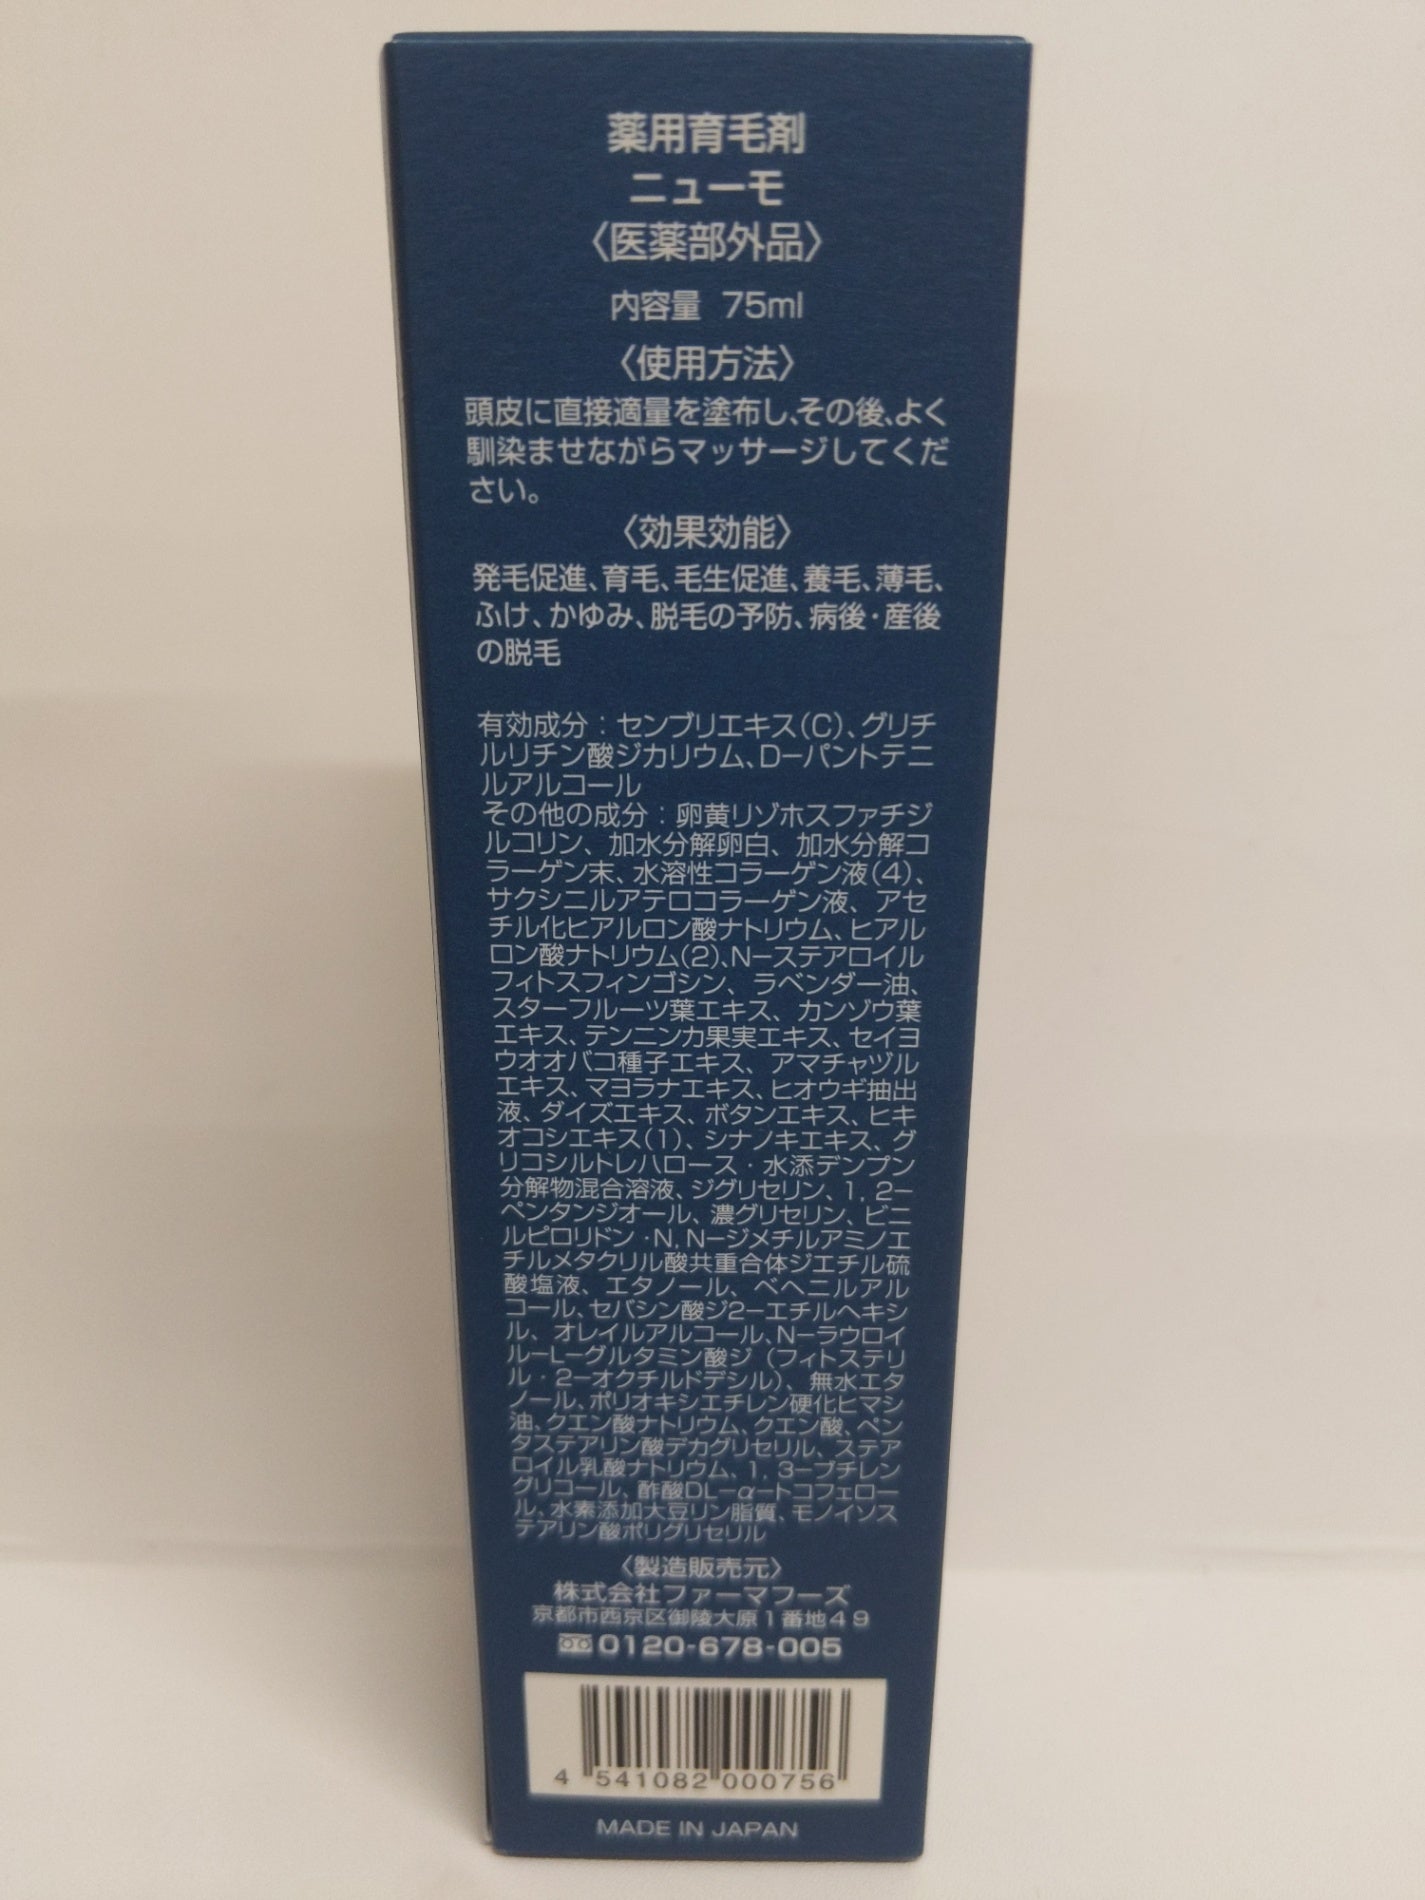 薬用育毛剤
ニューモ
〈医薬部外品〉
内容量 75ml
〈使用方法〉
頭皮に直接適量を塗布し、その後、よく
馴染ませながらマッサージしてくだ
さい。
〈効果効能〉
発毛促進、育毛、毛生促進、養毛、薄毛、
ふけ、かゆみ、脱毛の予防、病後・産後
の脱毛
有効成分：センブリエキス(C)、グリチ
ルリチン酸ジカリウム、D−パントテニ
ルアルコール
その他の成分：卵黄リゾホスファチジ
ルコリン、加水分解卵白、加水分解コ
ラーゲン末、水溶性コラーゲン液(4)、
サクシニルアテロコラーゲン液、アセ
チル化ヒアルロン酸ナトリウム、ヒアル
ロン酸ナトリウム(2)、N−ステアロイル
フィトスフィンゴシン、ラベンダー油、
スターフルーツ葉エキス、カンゾウ葉
エキス、テンニンカ果実エキス、セイヨ
ウオオバコ種子エキス、アマチャヅル
エキス、マヨラナエキス、ヒオウギ抽出
液、ダイズエキス、ボタンエキス、ヒキ
オコシエキス(1)、シナノキエキス、グ
リコシルトレハロース・水添デンプン
分解物混合溶液、ジグリセリン、1, 2−
ペンタンジオール、濃グリセリン、ビニ
ルピロリドン・N,N−ジメチルアミノエ
チルメタクリル酸共重合体ジエチル硫
酸塩液、エタノール、ベヘニルアル
コール、セバシン酸ジ2−エチルヘキシ
ル、オレイルアルコール、N−ラウロイ
ル−L−グルタミン酸ジ（フィトステリ
ル・2−オクチルドデシル）、無水エタ
ノール、ポリオキシエチレン硬化ヒマシ
油、クエン酸ナトリウム、クエン酸、ペン
タステアリン酸デカグリセリル、ステア
ロイル乳酸ナトリウム、1, 3−ブチレン
グリコール、酢酸DL−α−トコフェロー
ル、水素添加大豆リン脂質、モノイソス
テアリン酸ポリグリセリル
〈製造販売元〉
株式会社ファーマフーズ
京都市西京区御陵大原1番地49
0120-678-005
4 541082 000756
MADE IN JAPAN